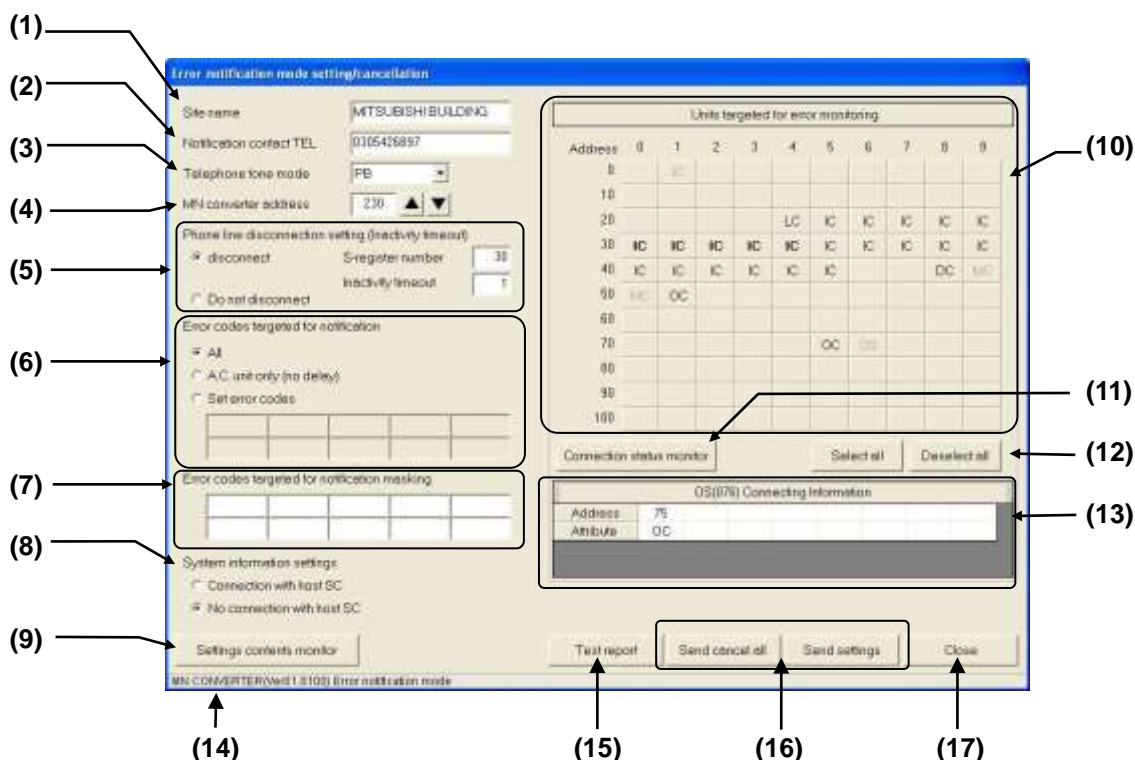 (1)
(2)
(3)
(4)
(5)
(6)
(7)
(8)
(9)
Error notification mode setting/cancellation
Site name MITSUBISHI BUILDING
Notification contact TEL 0305426897
Telephone tone mode PB
MN converter address 230 ▲ ▼
Phone line disconnection setting (Inactivity timeout)
disconnect S-register number 30
Inactivity timeout 1
Do not disconnect
Error codes targeted for notification
All
A.C. unit only (no delay)
Set error codes
Error codes targeted for notification masking
System information settings
Connection with host SC
No connection with host SC
Settings contents monitor
Units targeted for error monitoring
Address 0 1 2 3 4 5 6 7 8 9
0 IC
10
20 LC IC IC IC IC IC
30 IC IC IC IC IC IC IC IC IC IC
40 IC IC IC IC IC IC OC MC
50 MC OC
60
70 OC OS
80
90
100
Connection status monitor Select all Deselect all
OS(076) Connecting Information
Address 75
Attribute OC
Test report Send cancel all Send settings Close
MN CONVERTER(Ver01.0100) Error notification mode
(10)
(11)
(12)
(13)
(14) (15) (16) (17)